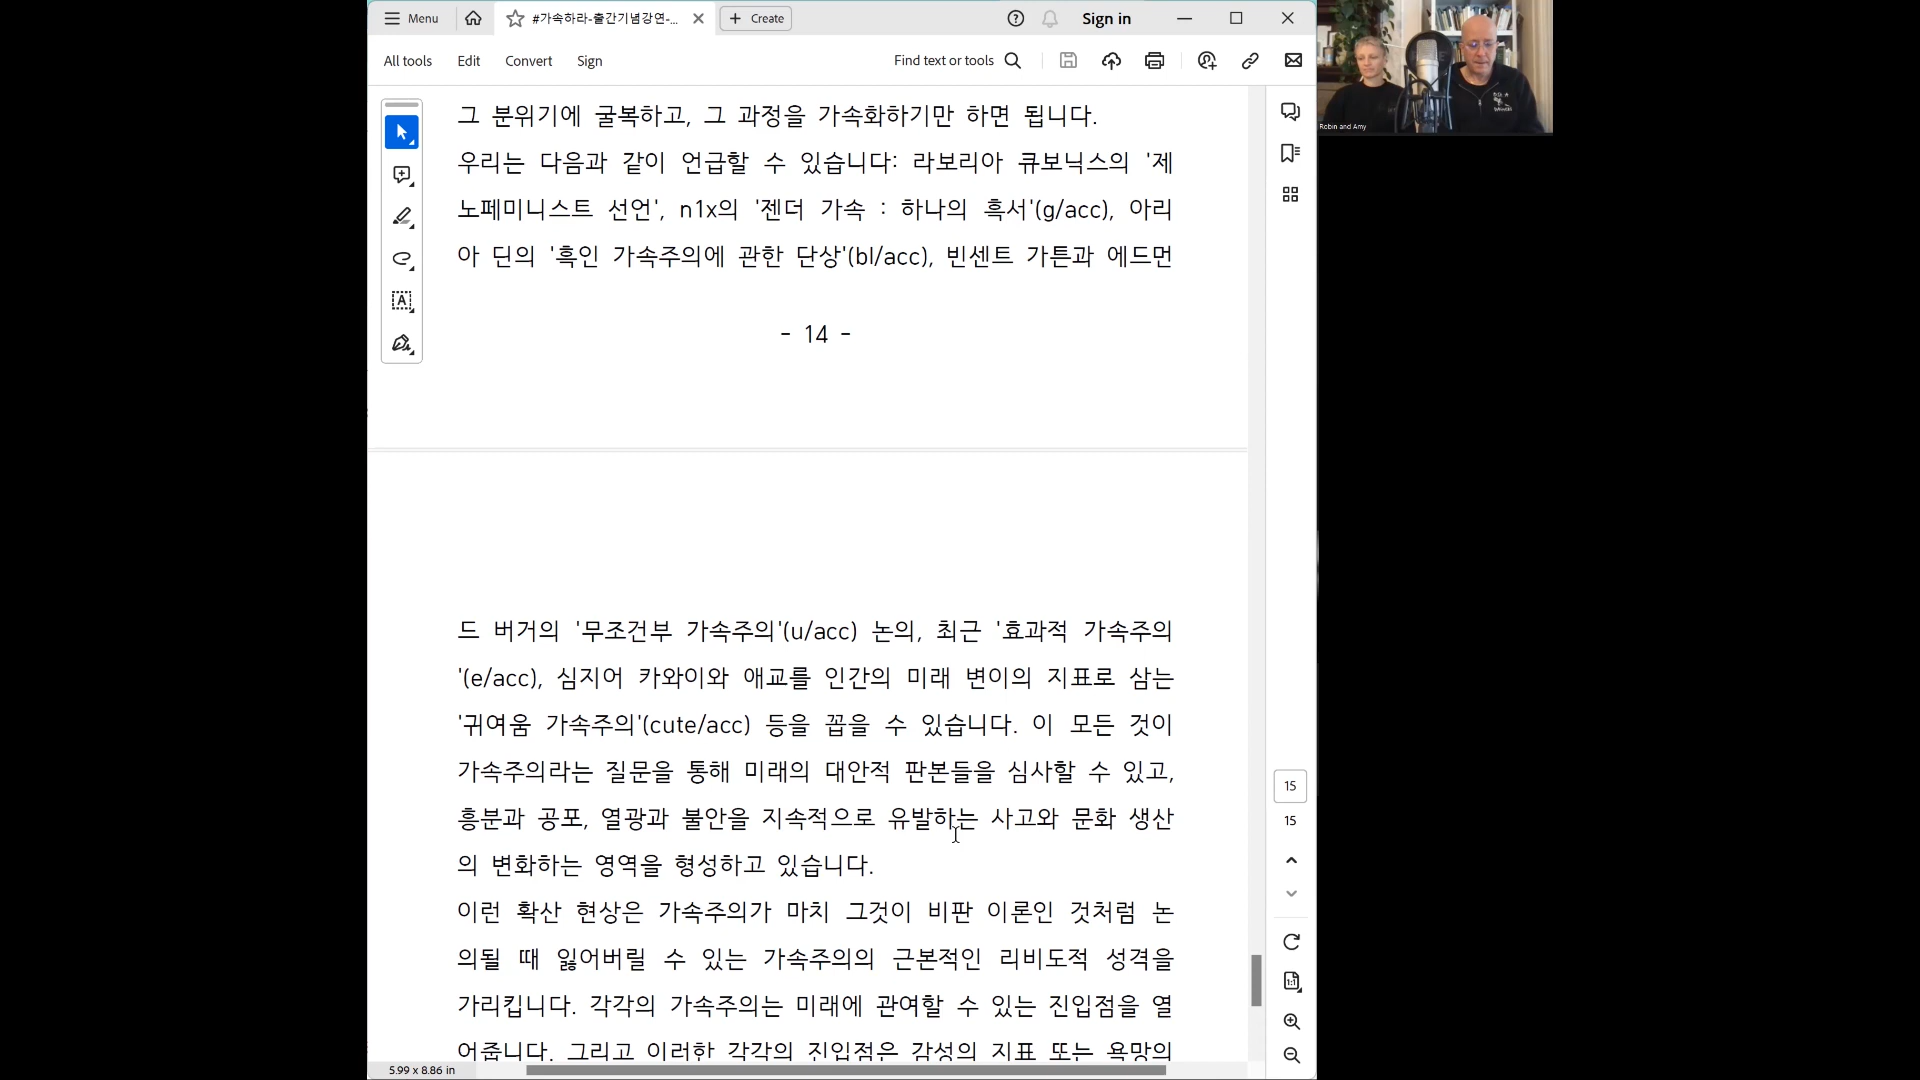 Menu
#가속하라-출간기념강연-...
Create
Sign in
All tools
Edit
Convert
Sign
Find text or tools
Robin and Amy
그 분위기에 굴복하고, 그 과정을 가속화하기만 하면 됩니다.
우리는 다음과 같이 언급할 수 있습니다: 라보리아 큐보닉스의 '제
노페미니스트 선언', n1x의 '젠더 가속 : 하나의 흑서'(g/acc), 아리
아 딘의 '흑인 가속주의에 관한 단상'(bl/acc), 빈센트 가튼과 에드먼
- 14 -
드 버거의 '무조건부 가속주의'(u/acc) 논의, 최근 '효과적 가속주의
'(e/acc), 심지어 카와이와 애교를 인간의 미래 변이의 지표로 삼는
'귀여움 가속주의'(cute/acc) 등을 꼽을 수 있습니다. 이 모든 것이
가속주의라는 질문을 통해 미래의 대안적 판본들을 심사할 수 있고,
흥분과 공포, 열광과 불안을 지속적으로 유발하는 사고와 문화 생산
의 변화하는 영역을 형성하고 있습니다.
이런 확산 현상은 가속주의가 마치 그것이 비판 이론인 것처럼 논
의될 때 잃어버릴 수 있는 가속주의의 근본적인 리비도적 성격을
가리킵니다. 각각의 가속주의는 미래에 관여할 수 있는 진입점을 열
어줍니다. 그리고 이러한 각각의 진입점은 감성의 지표 또는 욕망의
15
15
5.99 x 8.86 in